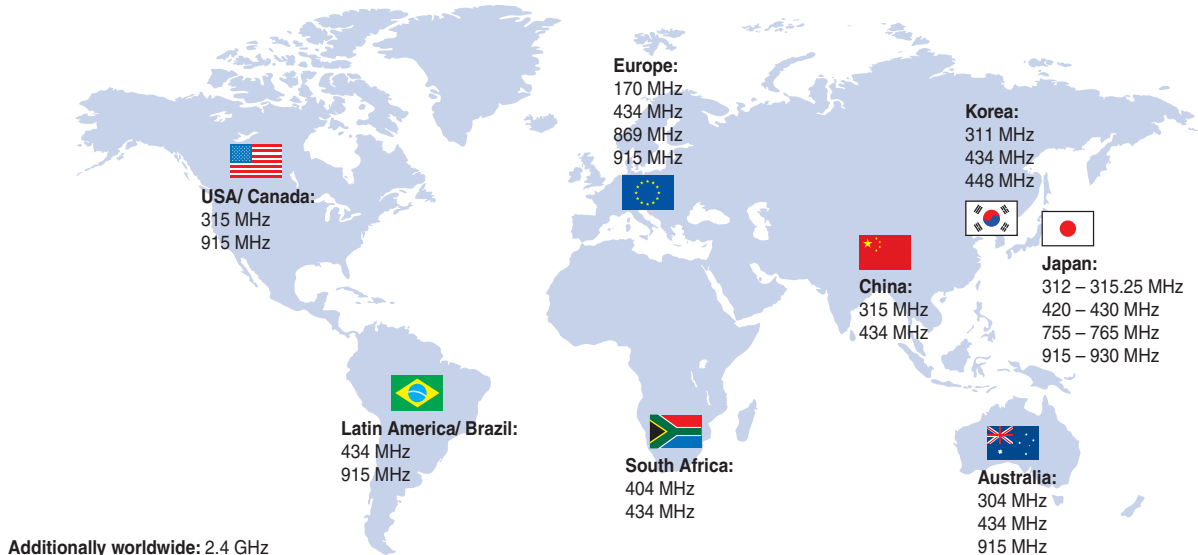 Europe:
170 MHz
434 MHz
869 MHz
915 MHz
Korea:
311 MHz
434 MHz
448 MHz
USA/ Canada:
315 MHz
915 MHz
China:
315 MHz
434 MHz
Japan:
312 – 315.25 MHz
420 – 430 MHz
755 – 765 MHz
915 – 930 MHz
Latin America/ Brazil:
434 MHz
915 MHz
South Africa:
404 MHz
434 MHz
Australia:
304 MHz
434 MHz
915 MHz
Additionally worldwide: 2.4 GHz